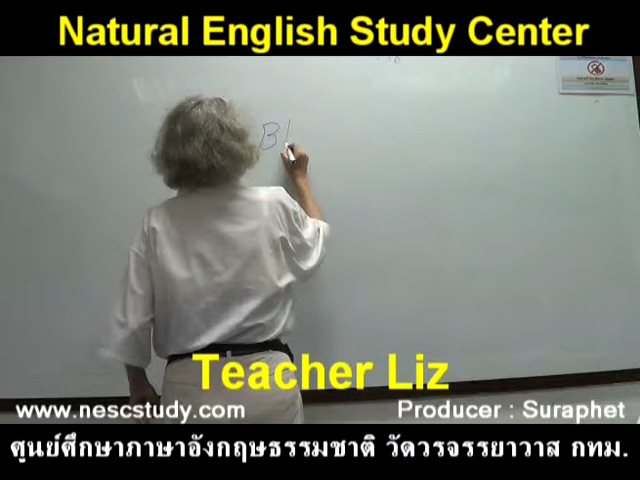 Natural English Study Center
B
Teacher Liz
www.nescstudy.com
Producer : Suraphet
ศูนย์ศึกษาภาษาอังกฤษธรรมชาติ วัดวรจรรยาวาส กทม.